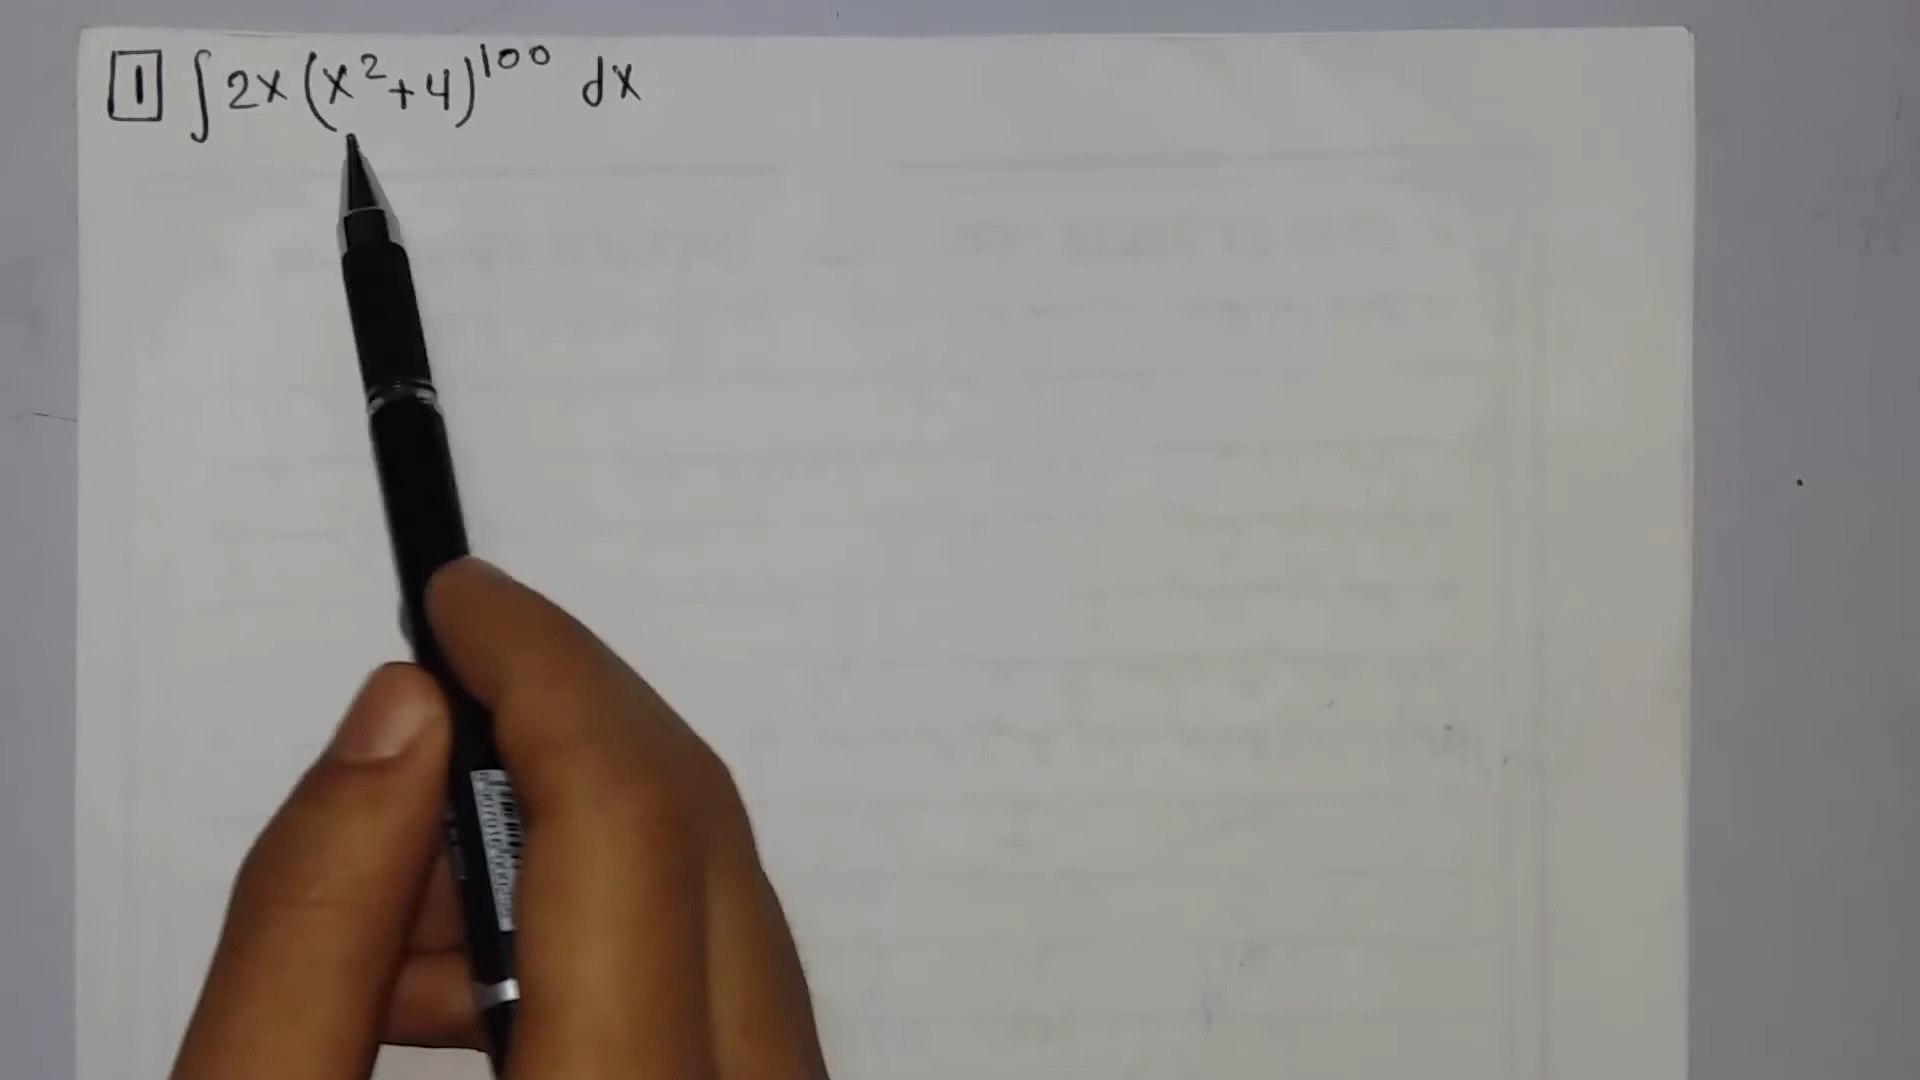 1 ∫ 2x (x² + 4)¹⁰⁰ dx